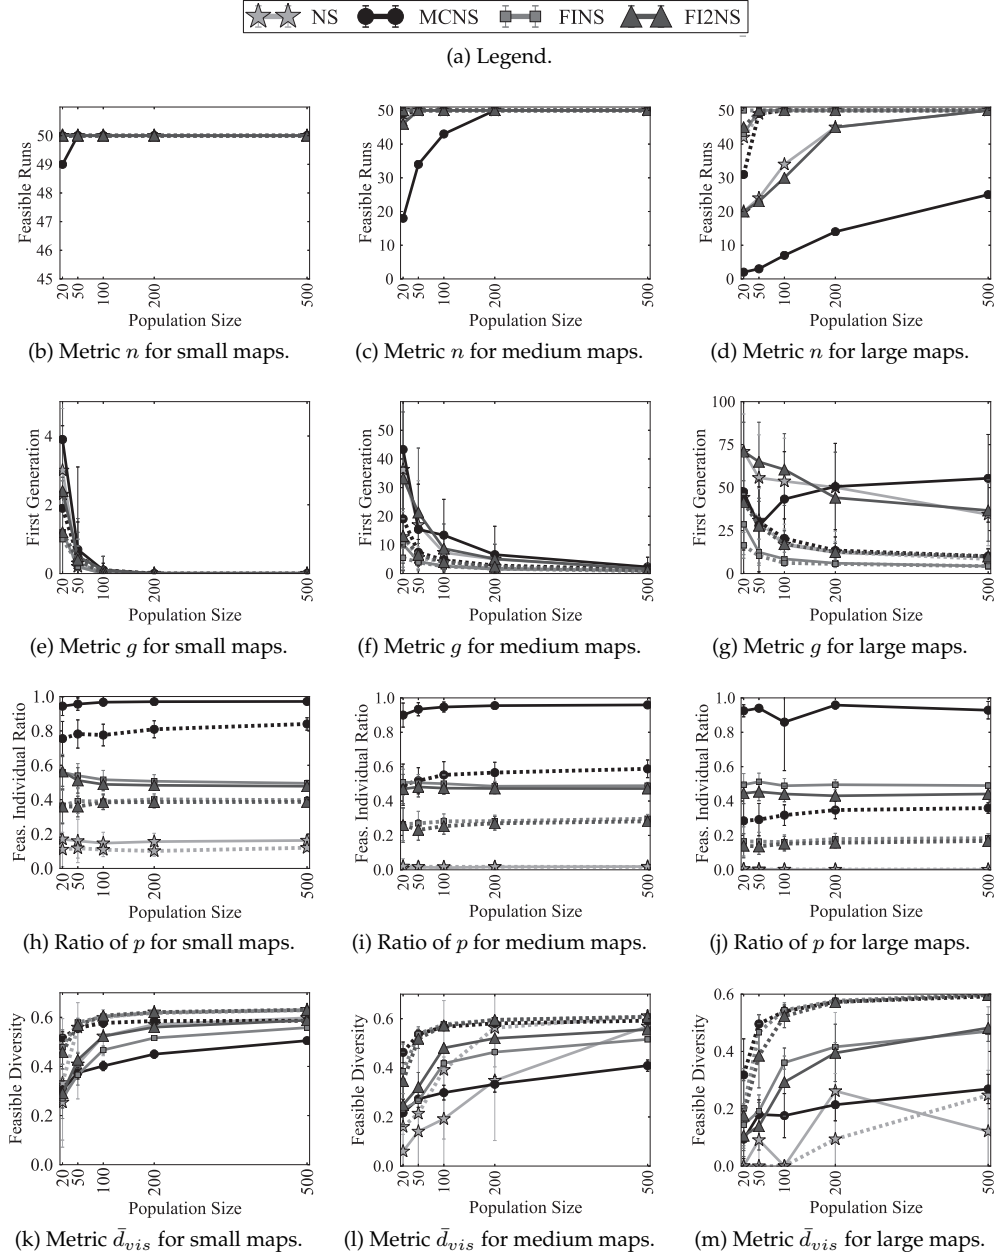 NS MCNS FINS FI2NS
(a) Legend.
Feasible Runs
50
49
48
47
46
45
20 50 100 200 500
Population Size
(b) Metric n for small maps.
Feasible Runs
50
40
30
20
10
0
20 50 100 200 500
Population Size
(c) Metric n for medium maps.
Feasible Runs
50
40
30
20
10
0
20 50 100 200 500
Population Size
(d) Metric n for large maps.
First Generation
4
2
0
20 50 100 200 500
Population Size
(e) Metric g for small maps.
First Generation
50
40
30
20
10
0
20 50 100 200 500
Population Size
(f) Metric g for medium maps.
First Generation
100
75
50
25
0
20 50 100 200 500
Population Size
(g) Metric g for large maps.
Feas. Individual Ratio
1.0
0.8
0.6
0.4
0.2
0.0
20 50 100 200 500
Population Size
(h) Ratio of p for small maps.
Feas. Individual Ratio
1.0
0.8
0.6
0.4
0.2
0.0
20 50 100 200 500
Population Size
(i) Ratio of p for medium maps.
Feas. Individual Ratio
1.0
0.8
0.6
0.4
0.2
0.0
20 50 100 200 500
Population Size
(j) Ratio of p for large maps.
Feasible Diversity
0.6
0.4
0.2
0.0
20 50 100 200 500
Population Size
(k) Metric d̄vis for small maps.
Feasible Diversity
0.6
0.4
0.2
0.0
20 50 100 200 500
Population Size
(l) Metric d̄vis for medium maps.
Feasible Diversity
0.6
0.4
0.2
0.0
20 50 100 200 500
Population Size
(m) Metric d̄vis for large maps.